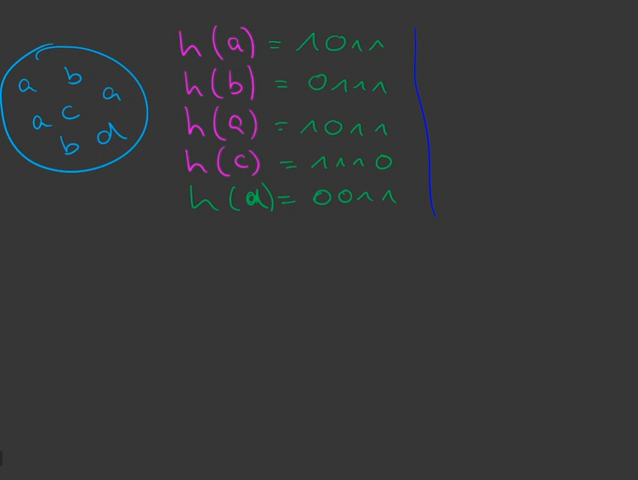 a b a
a c
b d
h(a) = 1011
h(b) = 0111
h(a) = 1011
h(c) = 1110
h(d) = 0011